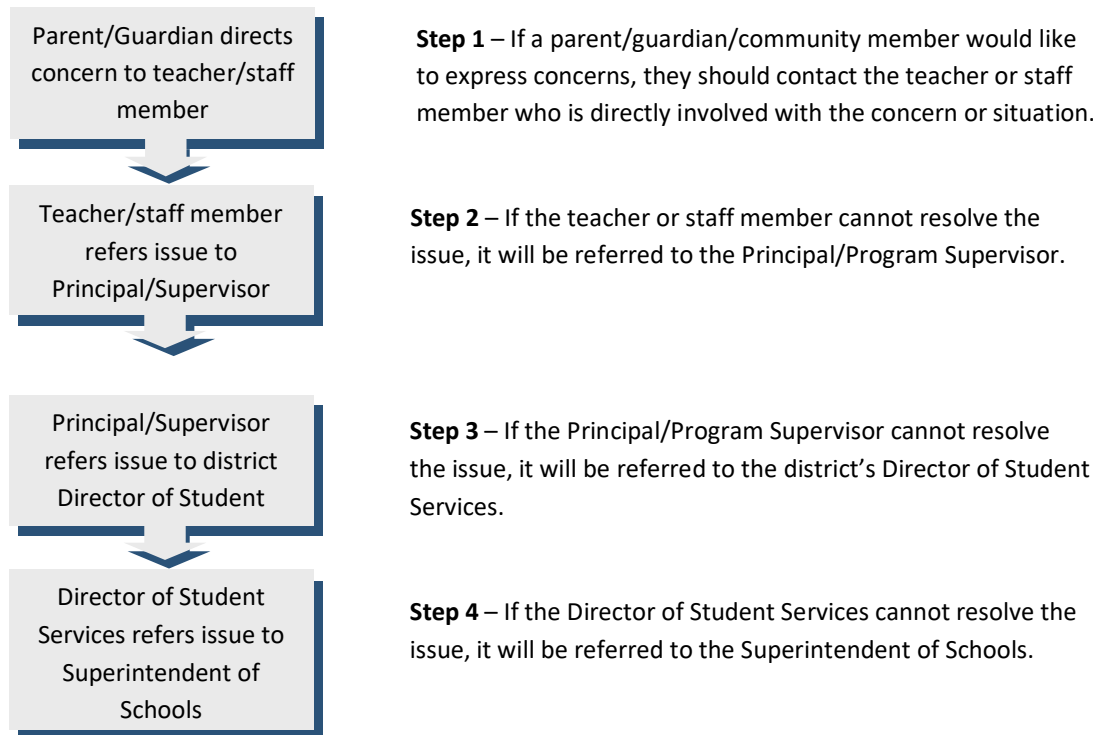 Parent/Guardian directs
concern to teacher/staff
member
Step 1 – If a parent/guardian/community member would like
to express concerns, they should contact the teacher or staff
member who is directly involved with the concern or situation.
Teacher/staff member
refers issue to
Principal/Supervisor
Step 2 – If the teacher or staff member cannot resolve the
issue, it will be referred to the Principal/Program Supervisor.
Principal/Supervisor
refers issue to district
Director of Student
Step 3 – If the Principal/Program Supervisor cannot resolve
the issue, it will be referred to the district’s Director of Student
Services.
Director of Student
Services refers issue to
Superintendent of
Schools
Step 4 – If the Director of Student Services cannot resolve the
issue, it will be referred to the Superintendent of Schools.